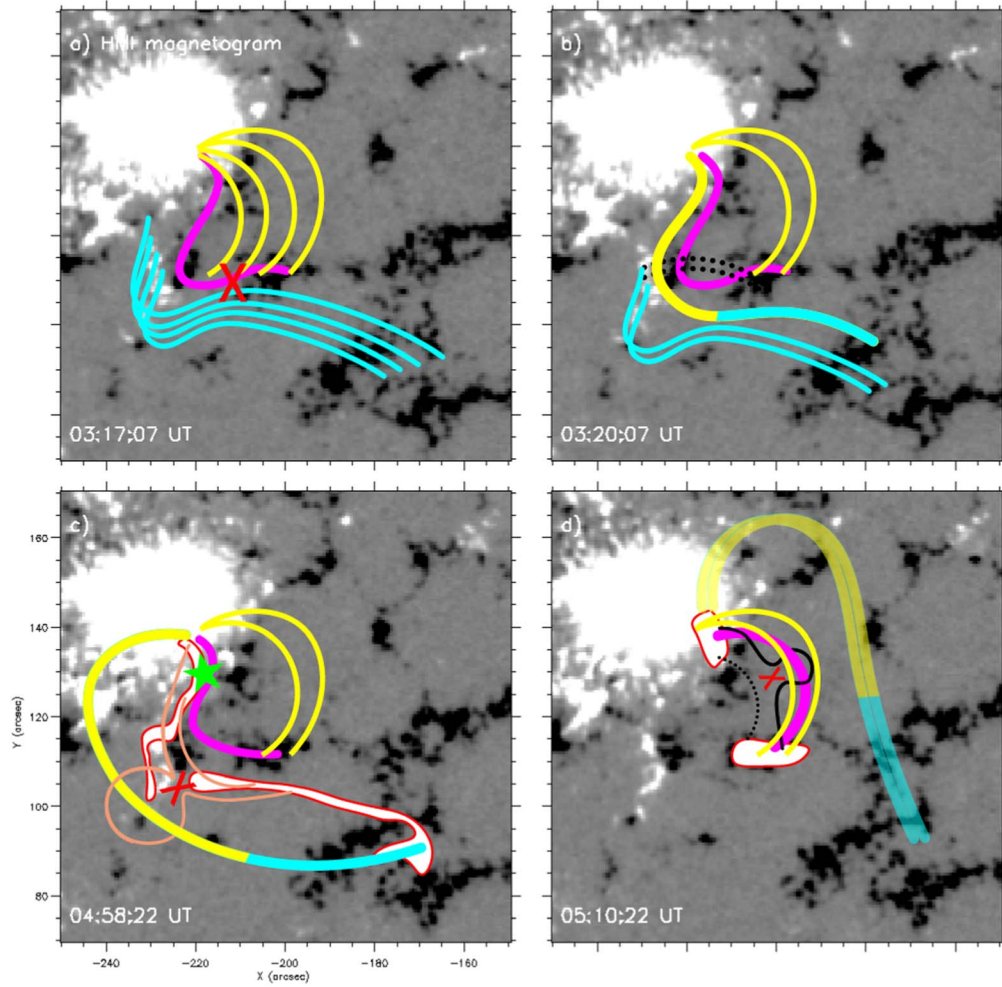 a) HMI magnetogram
b)
03:17:07 UT
03:20:07 UT
c)
d)
160
140
120
100
80
Y (arcsec)
04:58:22 UT
05:10:22 UT
-240 -220 -200 -180 -160
X (arcsec)